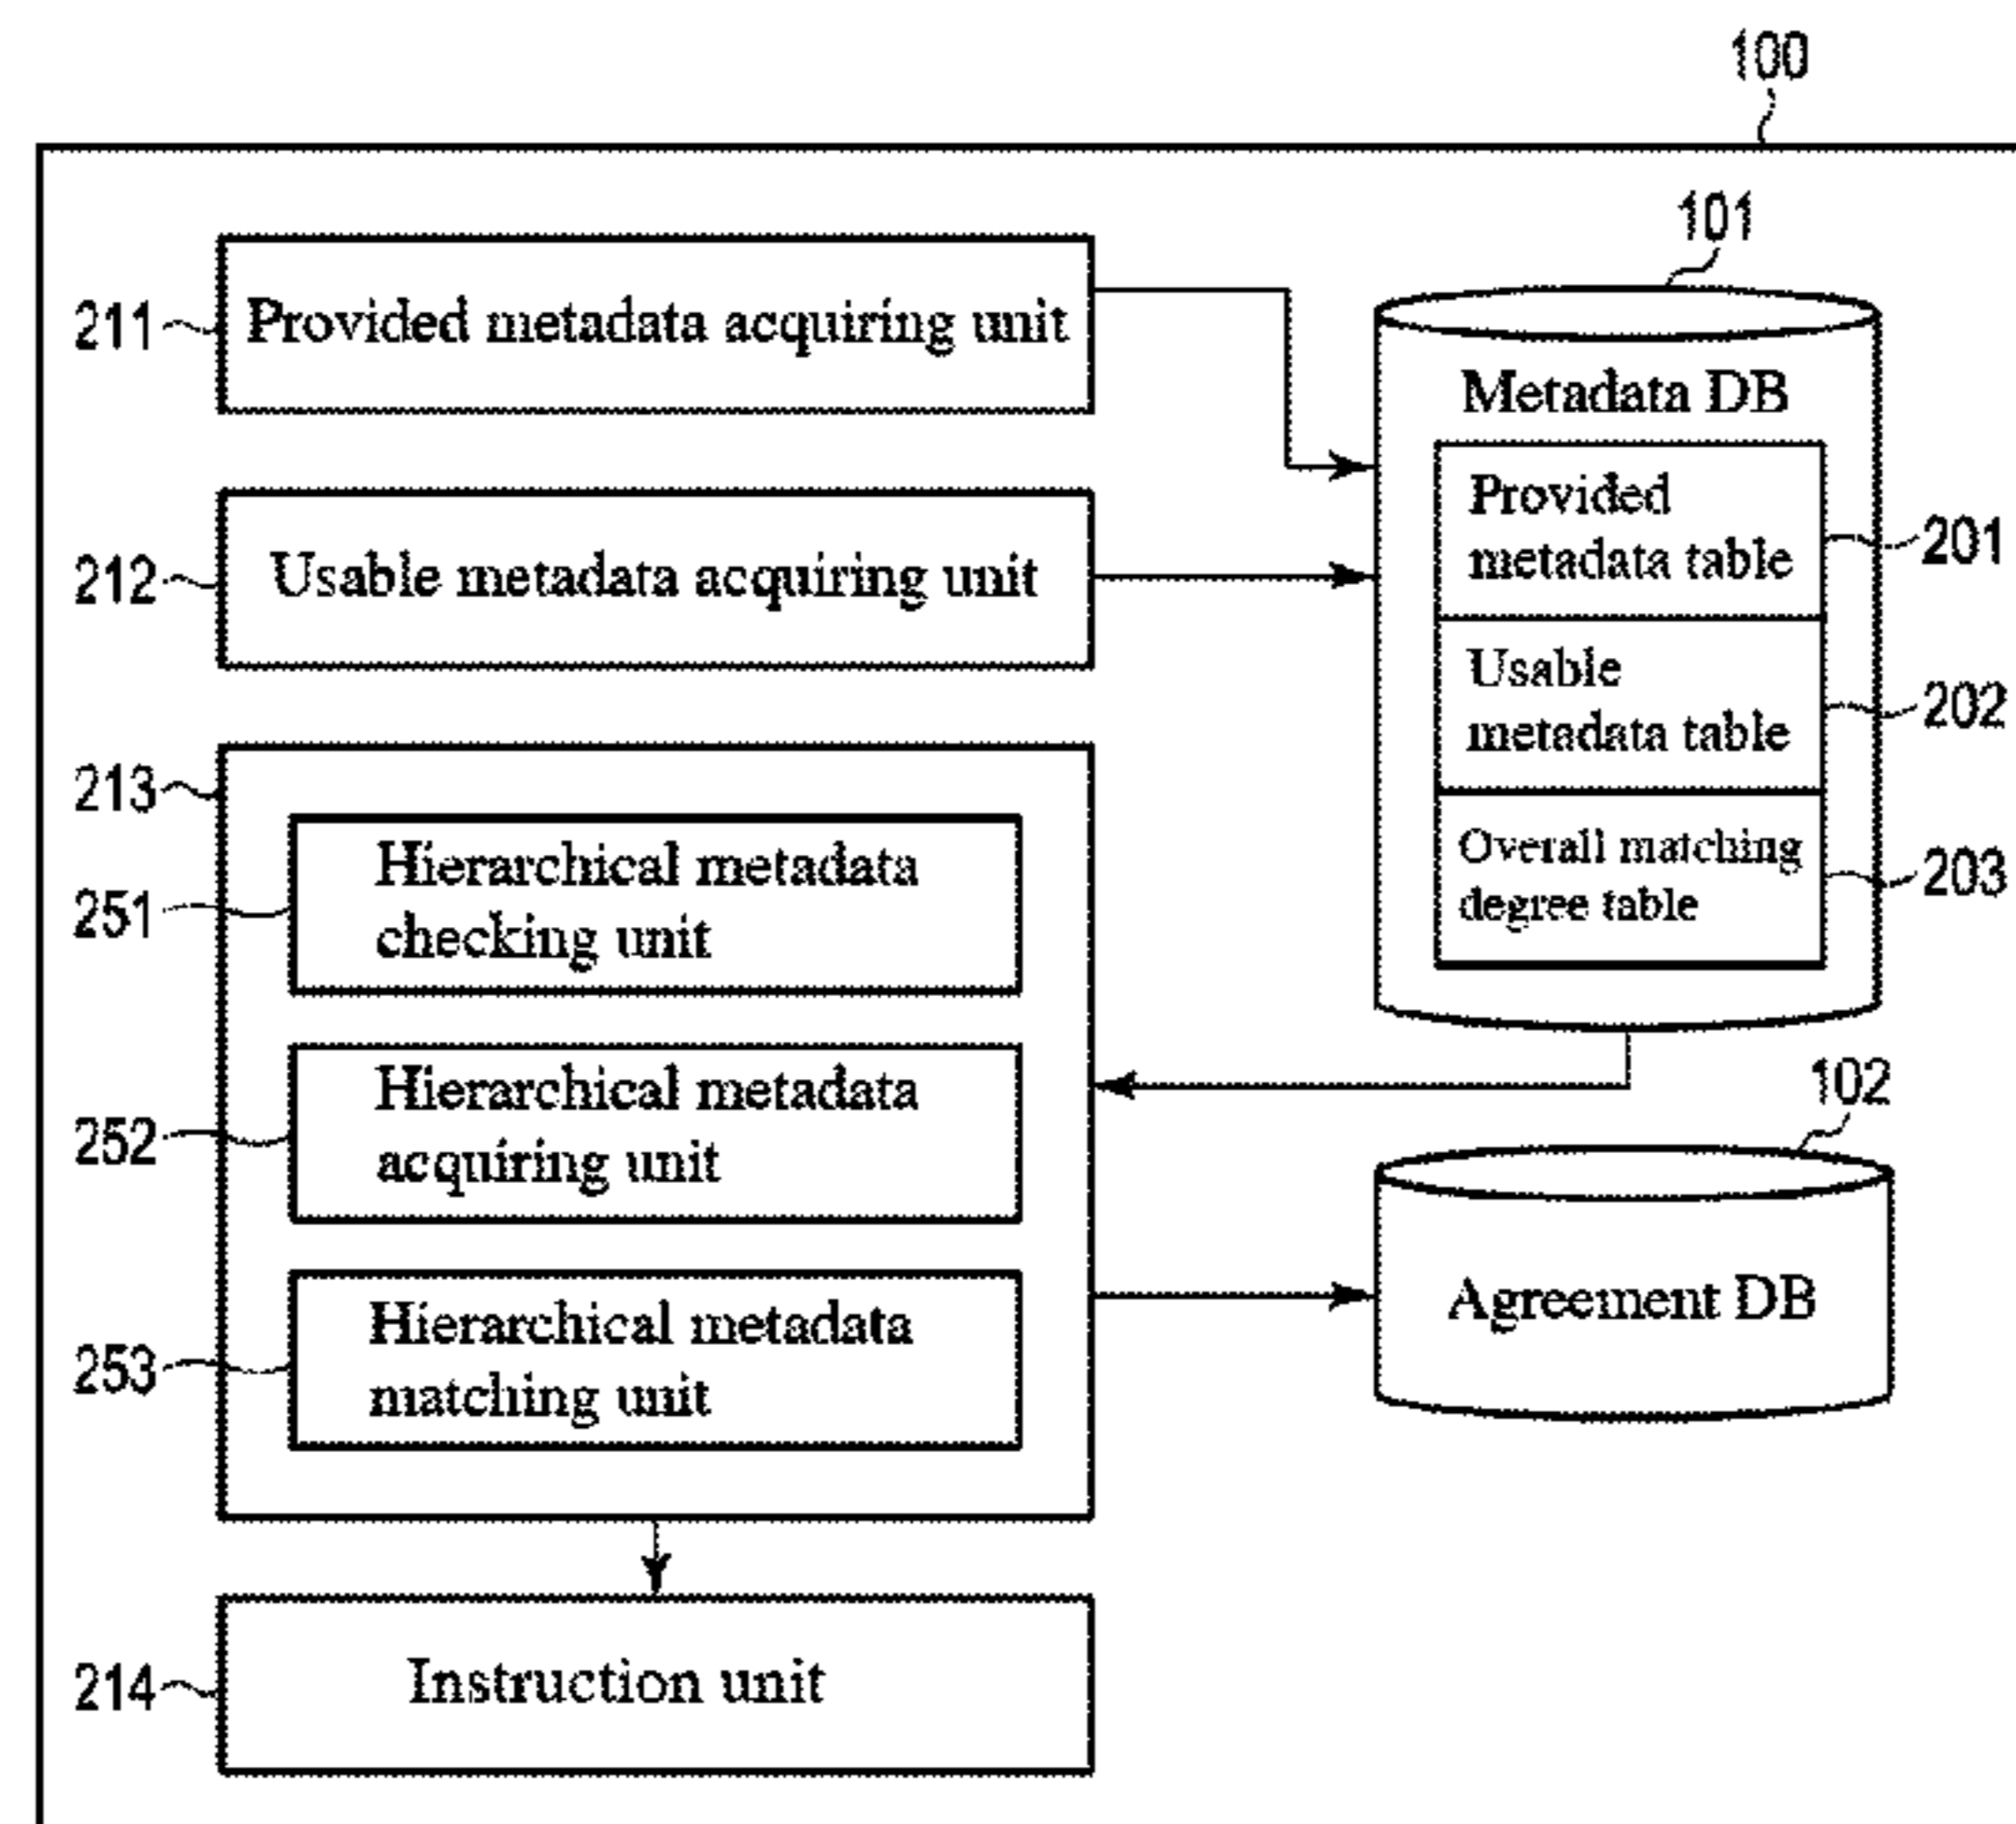 100
101
211
Provided metadata acquiring unit
Metadata DB
Provided
metadata table
201
212
Usable metadata acquiring unit
Usable
metadata table
202
213
Overall matching
degree table
203
251
Hierarchical metadata
checking unit
252
Hierarchical metadata
acquiring unit
102
253
Hierarchical metadata
matching unit
Agreement DB
214
Instruction unit